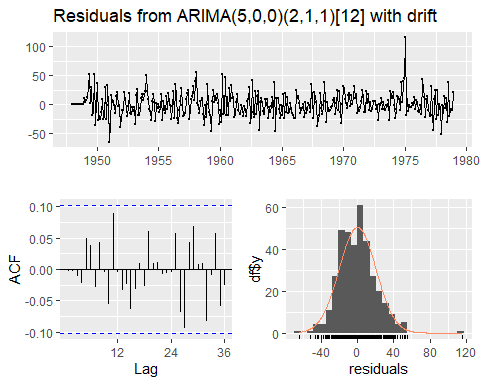 Residuals from ARIMA(5,0,0)(2,1,1)[12] with drift
100
50
0
-50
1950 1955 1960 1965 1970 1975 1980
0.10
0.05
0.00
-0.05
-0.10
ACF
12 24 36
Lag
60
40
20
0
df$y
-40 0 40 80 120
residuals